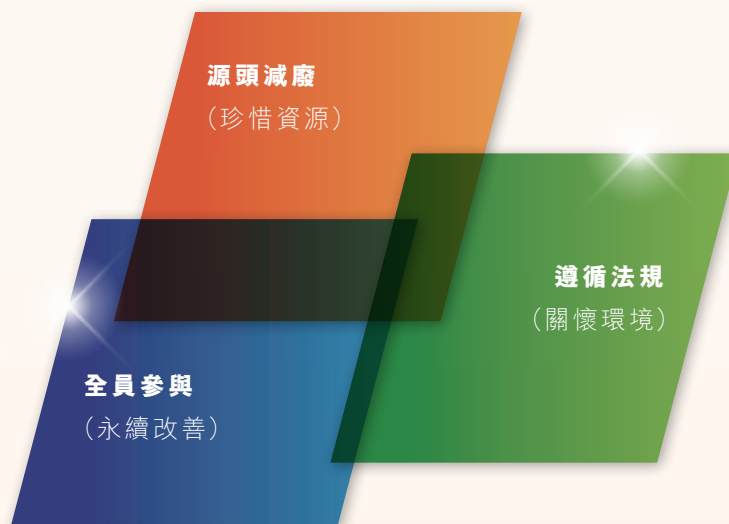 源頭減廢
（珍惜資源）
遵循法規
（關懷環境）
全員參與
（永續改善）